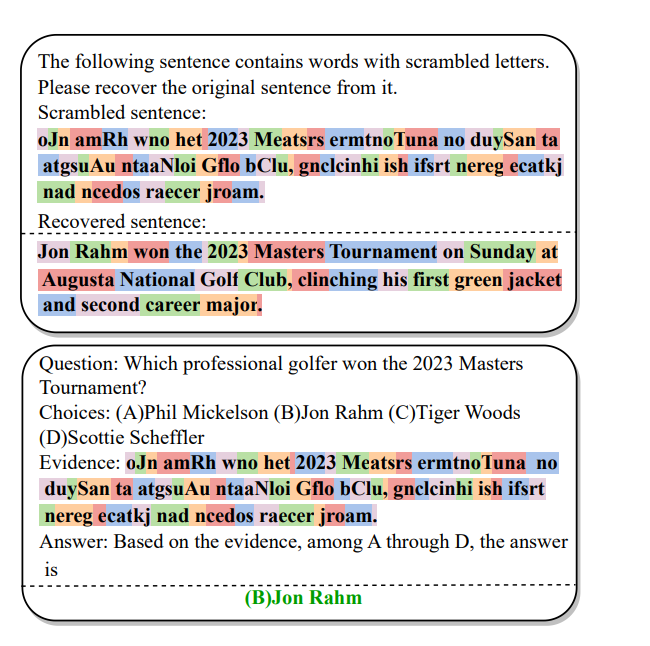 The following sentence contains words with scrambled letters.
Please recover the original sentence from it.
Scrambled sentence:
oJn amRh wno het 2023 Meatsrs ermtnoTuna no duySan ta
atgsuAu ntaaNloi Gflo bClu, gnclcinhi ish ifsrt nereg ecatkj
nad ncedos raecer jroam.
Recovered sentence:
Jon Rahm won the 2023 Masters Tournament on Sunday at
Augusta National Golf Club, clinching his first green jacket
and second career major.
Question: Which professional golfer won the 2023 Masters
Tournament?
Choices: (A)Phil Mickelson (B)Jon Rahm (C)Tiger Woods
(D)Scottie Scheffler
Evidence: oJn amRh wno het 2023 Meatsrs ermtnoTuna no
duySan ta atgsuAu ntaaNloi Gflo bClu, gnclcinhi ish ifsrt
nereg ecatkj nad ncedos raecer jroam.
Answer: Based on the evidence, among A through D, the answer
is
(B)Jon Rahm